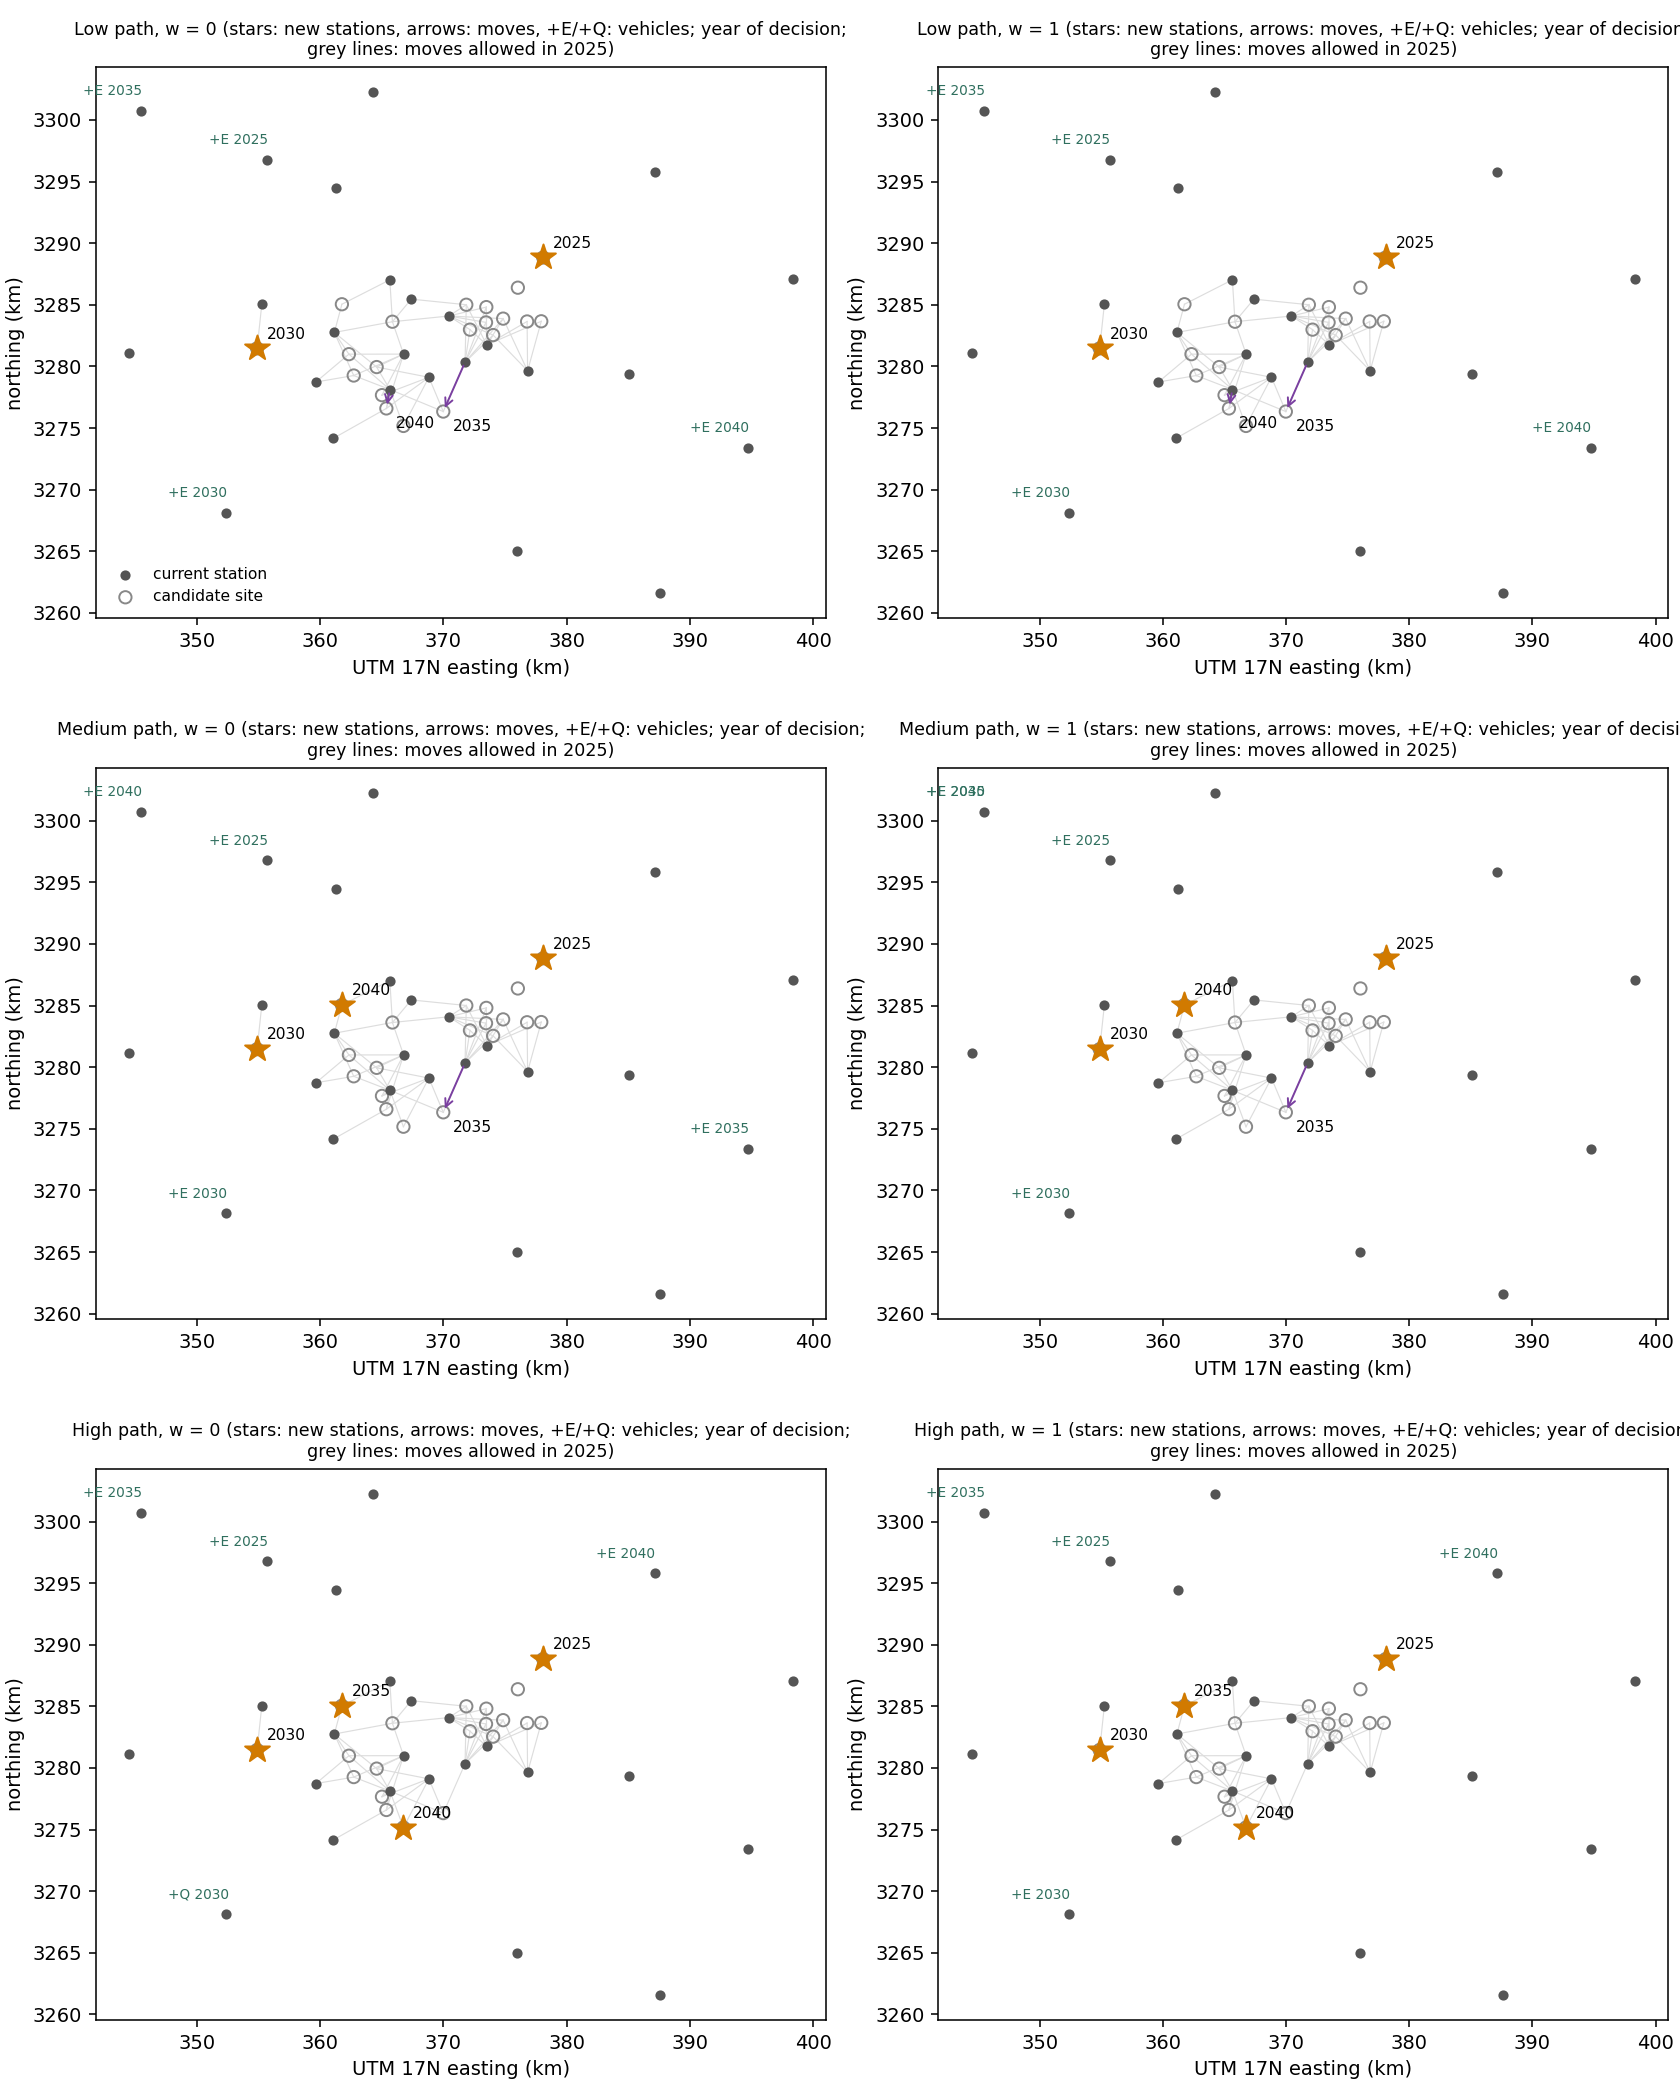 Low path, w = 0 (stars: new stations, arrows: moves, +E/+Q: vehicles; year of decision;
grey lines: moves allowed in 2025)
+E 2035
+E 2025
2025
2030
2040
2035
+E 2040
+E 2030
current station
candidate site
3300
3295
3290
3285
3280
3275
3270
3265
3260
350 360 370 380 390 400
northing (km)
UTM 17N easting (km)
Low path, w = 1 (stars: new stations, arrows: moves, +E/+Q: vehicles; year of decision
grey lines: moves allowed in 2025)
+E 2035
+E 2025
2025
2030
2040
2035
+E 2040
+E 2030
3300
3295
3290
3285
3280
3275
3270
3265
3260
350 360 370 380 390 400
northing (km)
UTM 17N easting (km)
Medium path, w = 0 (stars: new stations, arrows: moves, +E/+Q: vehicles; year of decision;
grey lines: moves allowed in 2025)
+E 2040
+E 2025
2025
2040
2030
2035
+E 2035
+E 2030
3300
3295
3290
3285
3280
3275
3270
3265
3260
350 360 370 380 390 400
northing (km)
UTM 17N easting (km)
Medium path, w = 1 (stars: new stations, arrows: moves, +E/+Q: vehicles; year of decisi
grey lines: moves allowed in 2025)
+E
+E 2025
2025
2040
2030
2035
+E 2030
3300
3295
3290
3285
3280
3275
3270
3265
3260
350 360 370 380 390 400
northing (km)
UTM 17N easting (km)
High path, w = 0 (stars: new stations, arrows: moves, +E/+Q: vehicles; year of decision;
grey lines: moves allowed in 2025)
+E 2035
+E 2025
+E 2040
2025
2035
2030
2040
+Q 2030
3300
3295
3290
3285
3280
3275
3270
3265
3260
350 360 370 380 390 400
northing (km)
UTM 17N easting (km)
High path, w = 1 (stars: new stations, arrows: moves, +E/+Q: vehicles; year of decision
grey lines: moves allowed in 2025)
+E 2035
+E 2025
+E 2040
2025
2035
2030
2040
+E 2030
3300
3295
3290
3285
3280
3275
3270
3265
3260
350 360 370 380 390 400
northing (km)
UTM 17N easting (km)